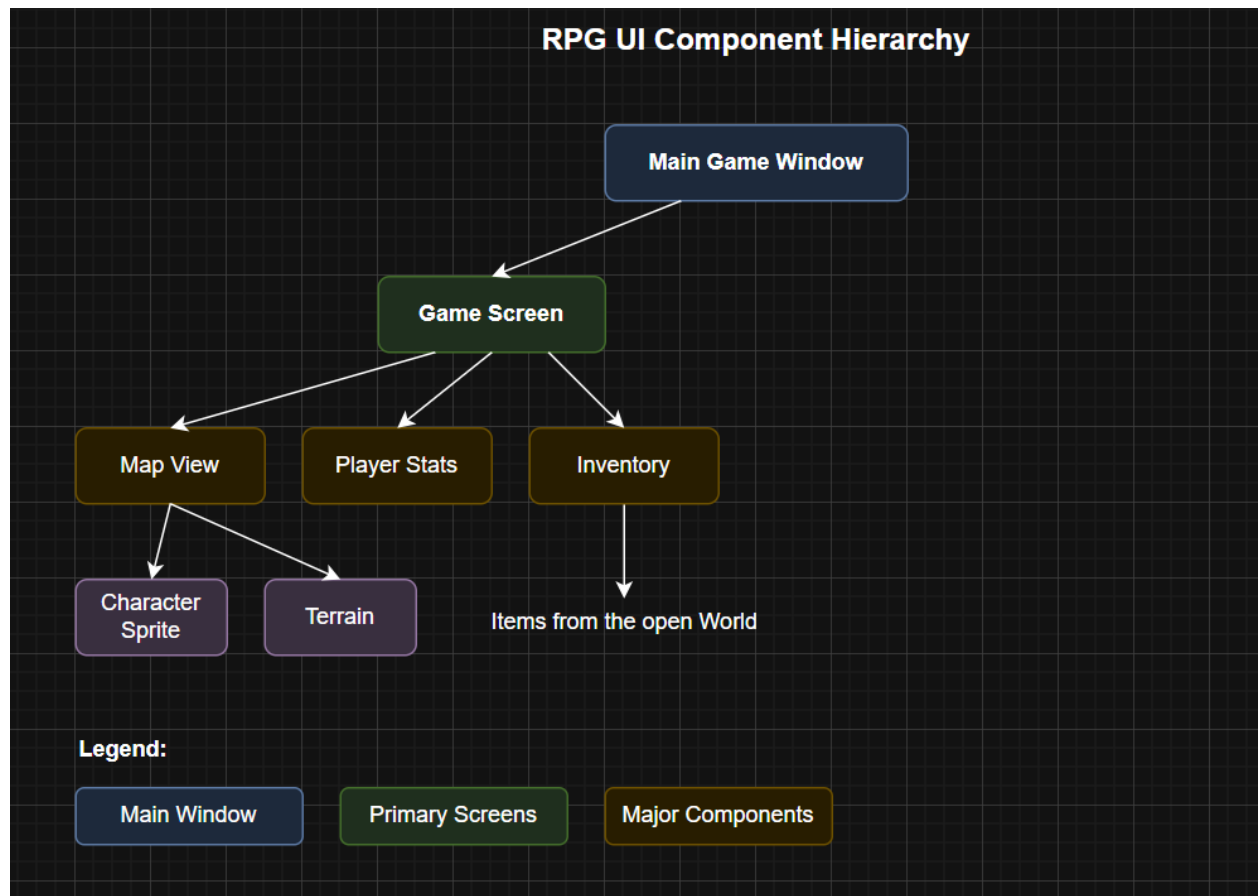 RPG UI Component Hierarchy
Main Game Window
Game Screen
Map View
Player Stats
Inventory
Character
Sprite
Terrain
Items from the open World
Legend:
Main Window
Primary Screens
Major Components